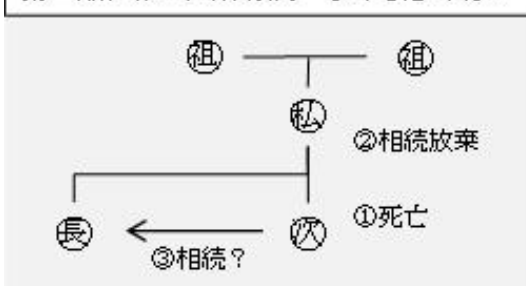 祖 祖
私
②相続放棄
長 次 ①死亡
③相続？